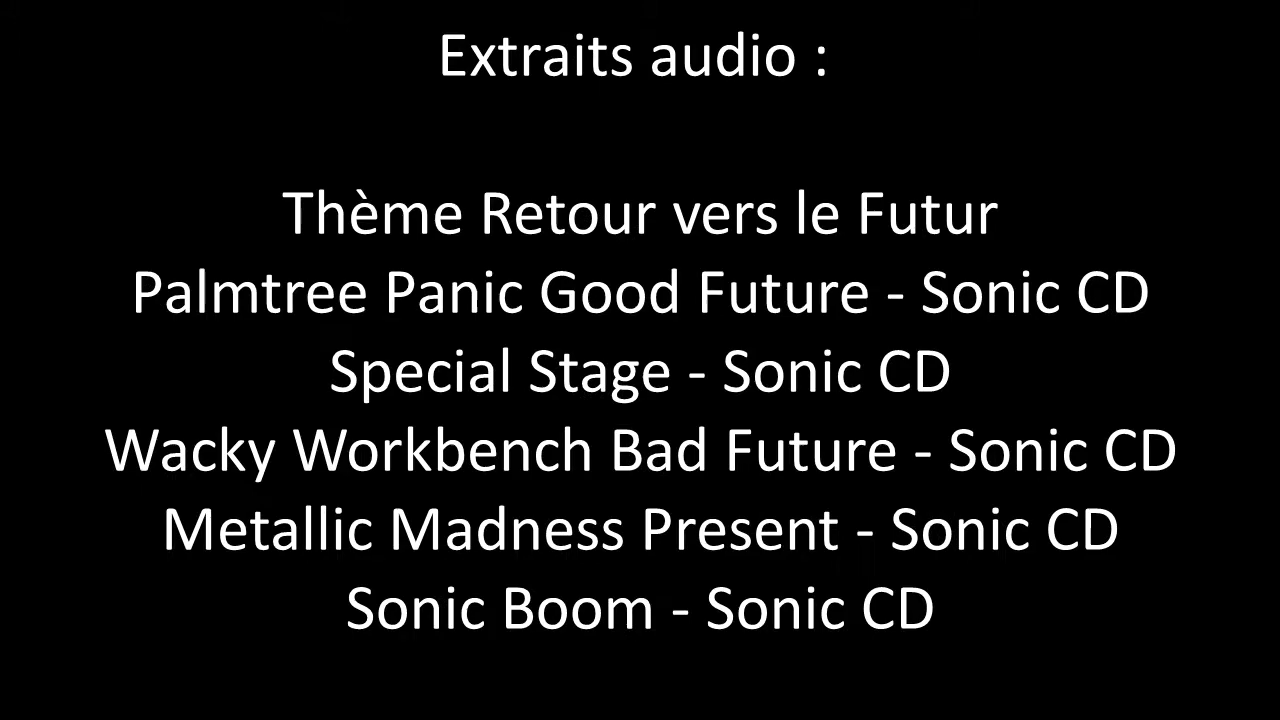 Extraits audio :
Thème Retour vers le Futur
Palmtree Panic Good Future - Sonic CD
Special Stage - Sonic CD
Wacky Workbench Bad Future - Sonic CD
Metallic Madness Present - Sonic CD
Sonic Boom - Sonic CD